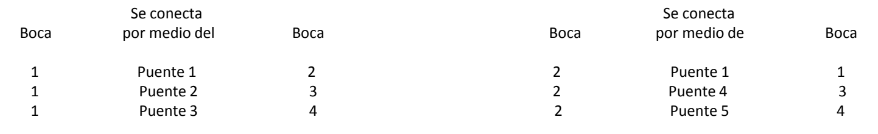 Se conecta Se conecta
Boca por medio del Boca Boca por medio de Boca
1 Puente 1 2 2 Puente 1 1
1 Puente 2 3 2 Puente 4 3
1 Puente 3 4 2 Puente 5 4